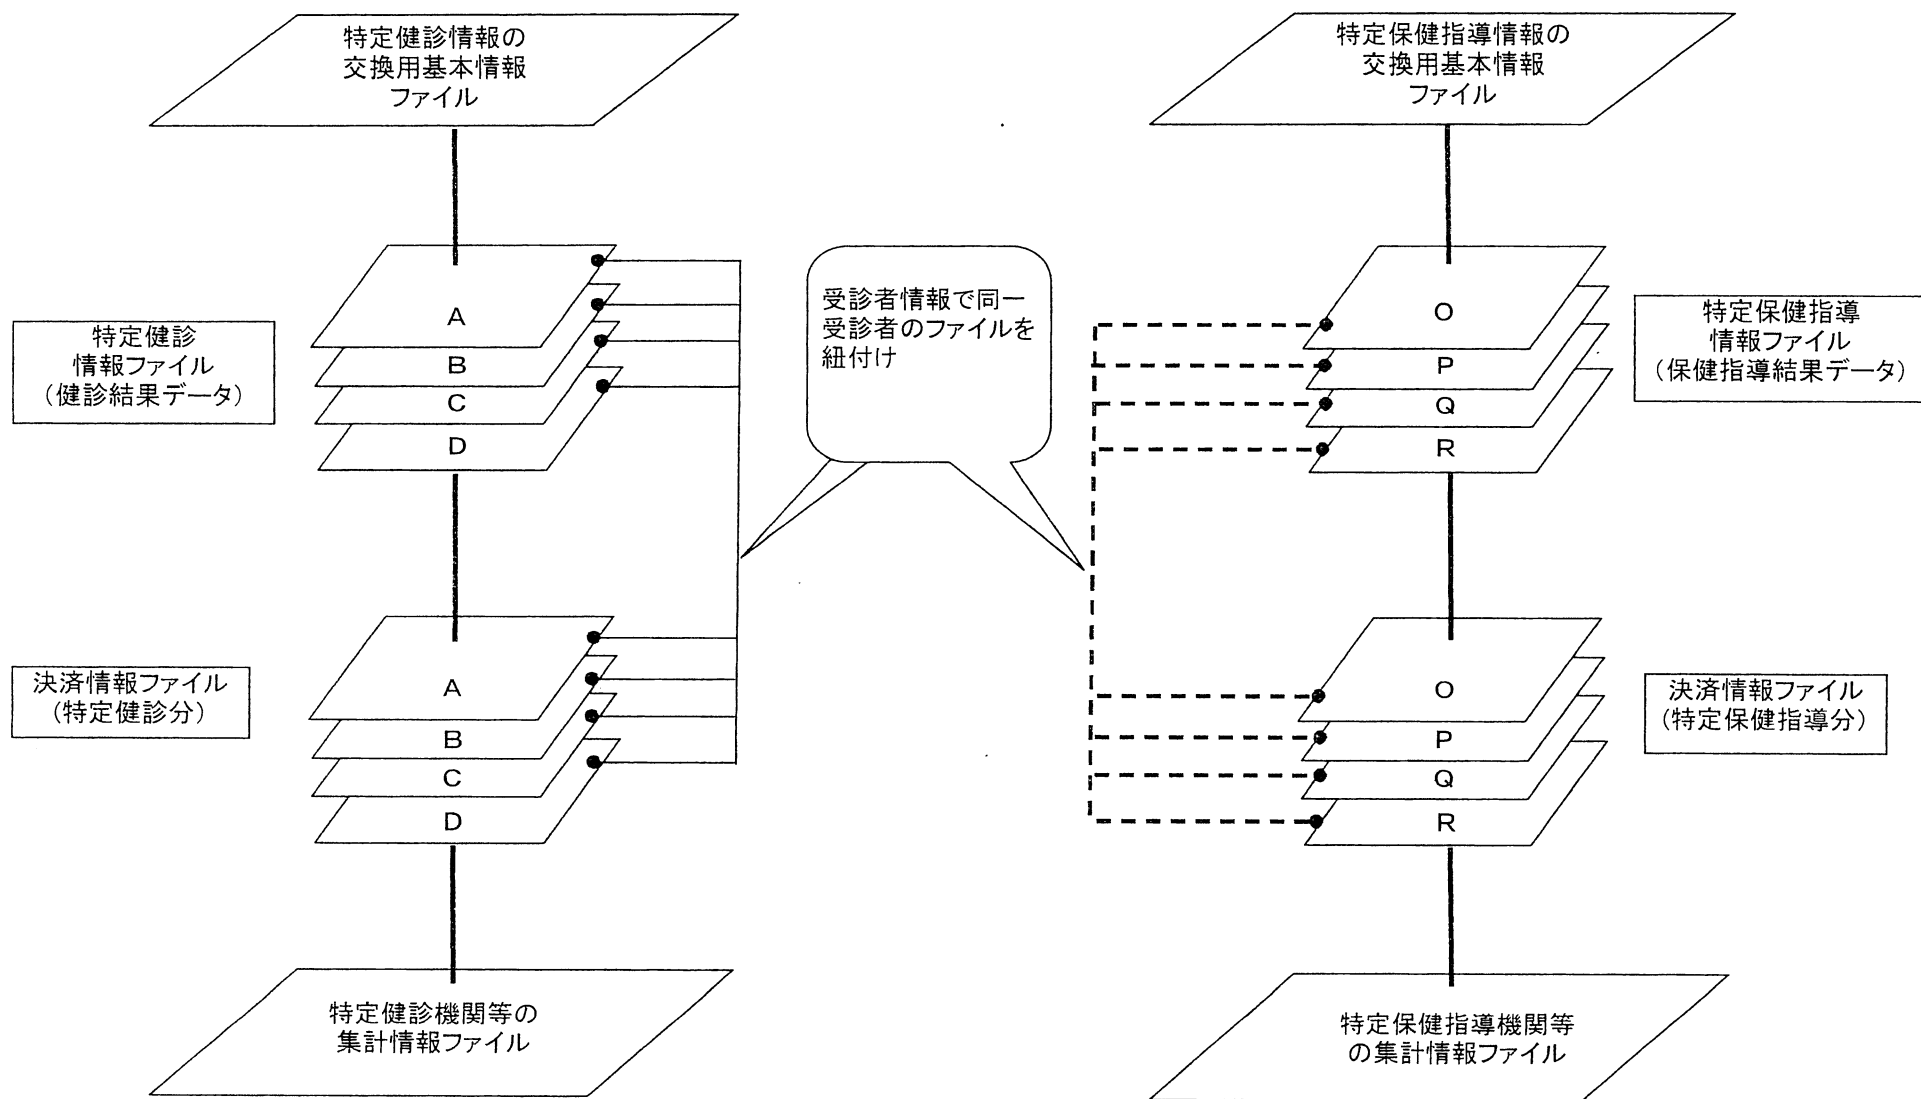 特定健診情報の
交換用基本情報
ファイル
特定健診
情報ファイル
（健診結果データ）
A
B
C
D
決済情報ファイル
（特定健診分）
A
B
C
D
特定健診機関等の
集計情報ファイル
受診者情報で同一
受診者のファイルを
紐付け
特定保健指導情報の
交換用基本情報
ファイル
O
P
Q
R
特定保健指導
情報ファイル
（保健指導結果データ）
O
P
Q
R
決済情報ファイル
（特定保健指導分）
特定保健指導機関等
の集計情報ファイル